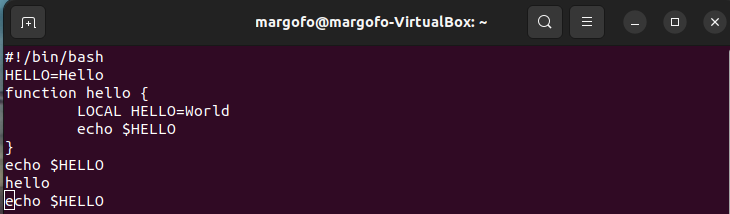 margofo@margofo-VirtualBox: ~
#!/bin/bash
HELLO=Hello
function hello {
        LOCAL HELLO=World
        echo $HELLO
}
echo $HELLO
hello
echo $HELLO